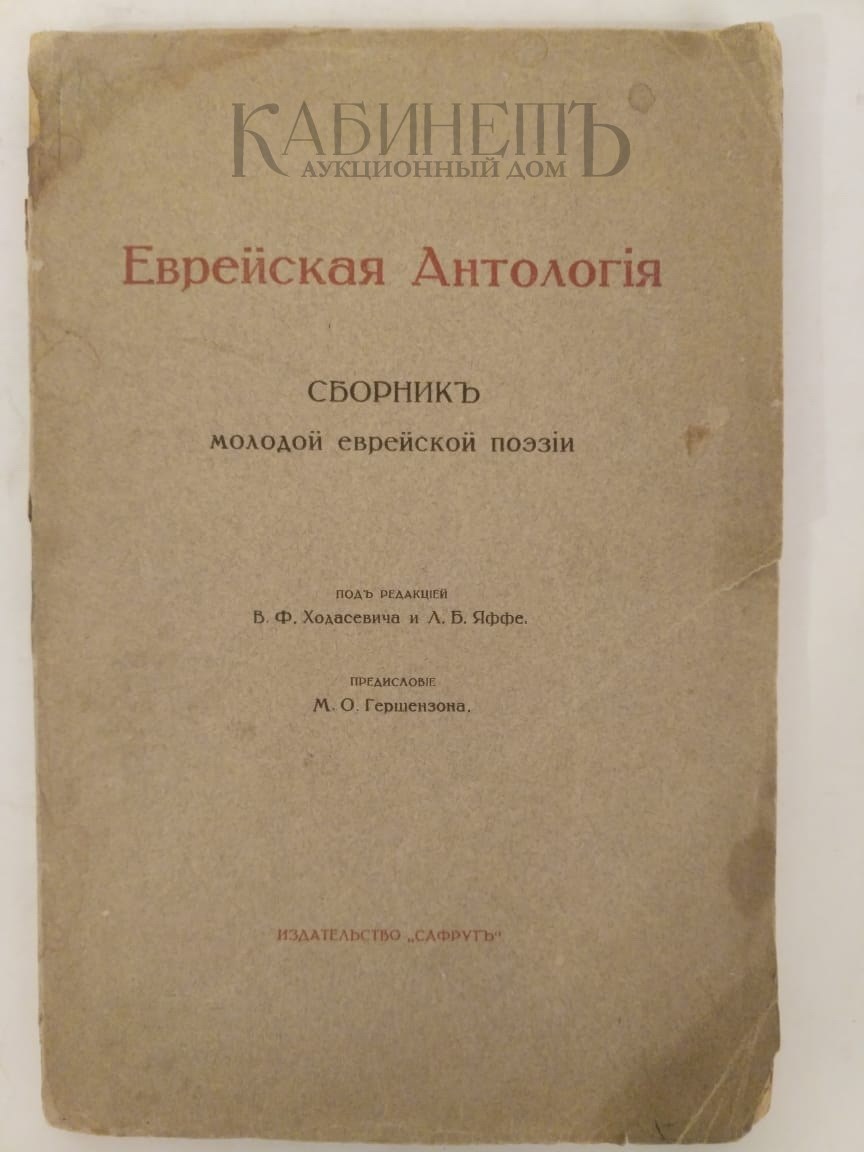 КАБИНЕТЪ
АУКЦИОННЫЙ ДОМ
Еврейская Антологія
СБОРНИКЪ
молодой еврейской поэзіи
ПОДЪ РЕДАКЦІЕЙ
В. Ф. Ходасевича и Л. Б. Яффе.
ПРЕДИСЛОВІЕ
М. О. Гершензона.
ИЗДАТЕЛЬСТВО „САФРУТЪ“